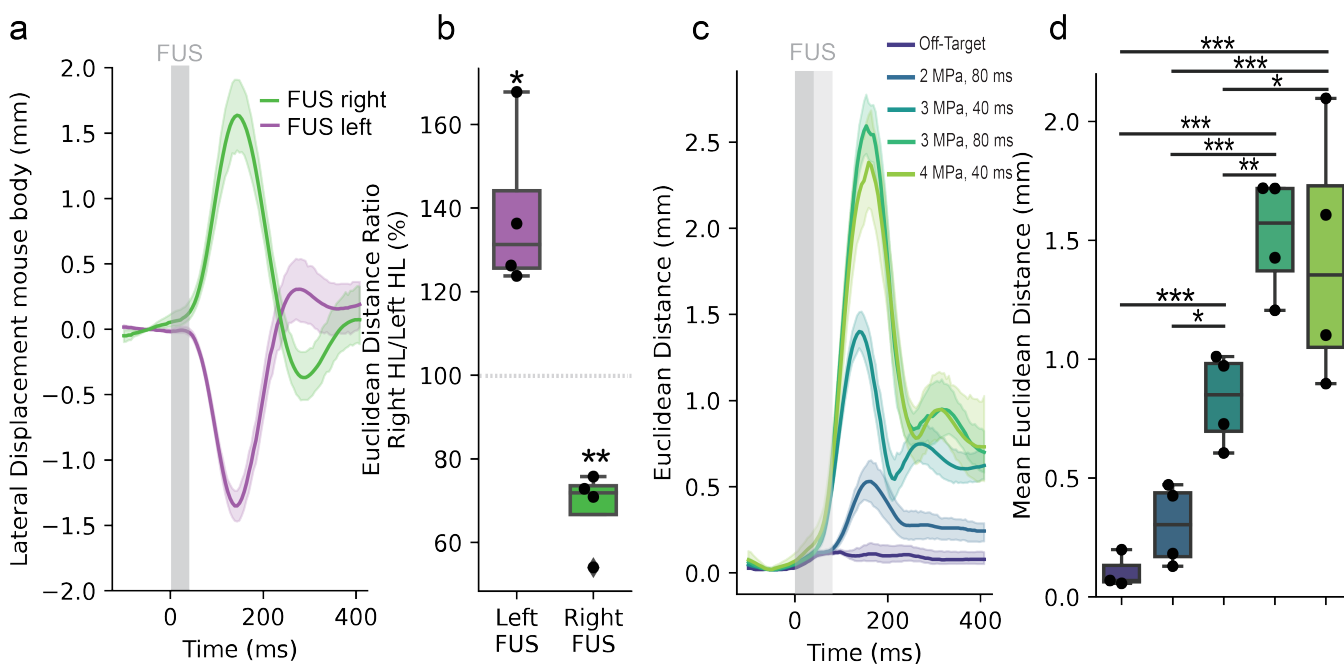 a
FUS
Lateral Displacement mouse body (mm)
2.0
1.5
1.0
0.5
0.0
−0.5
−1.0
−1.5
−2.0
FUS right
FUS left
0
200
400
Time (ms)
b
Euclidean Distance Ratio
Right HL/Left HL (%)
160
140
120
100
80
60
*
**
Left
FUS
Right
FUS
c
FUS
Off-Target
2 MPa, 80 ms
3 MPa, 40 ms
3 MPa, 80 ms
4 MPa, 40 ms
Euclidean Distance (mm)
2.5
2.0
1.5
1.0
0.5
0.0
0
200
400
Time (ms)
d
Mean Euclidean Distance (mm)
2.0
1.5
1.0
0.5
0.0
***
***
*
***
***
**
***
*